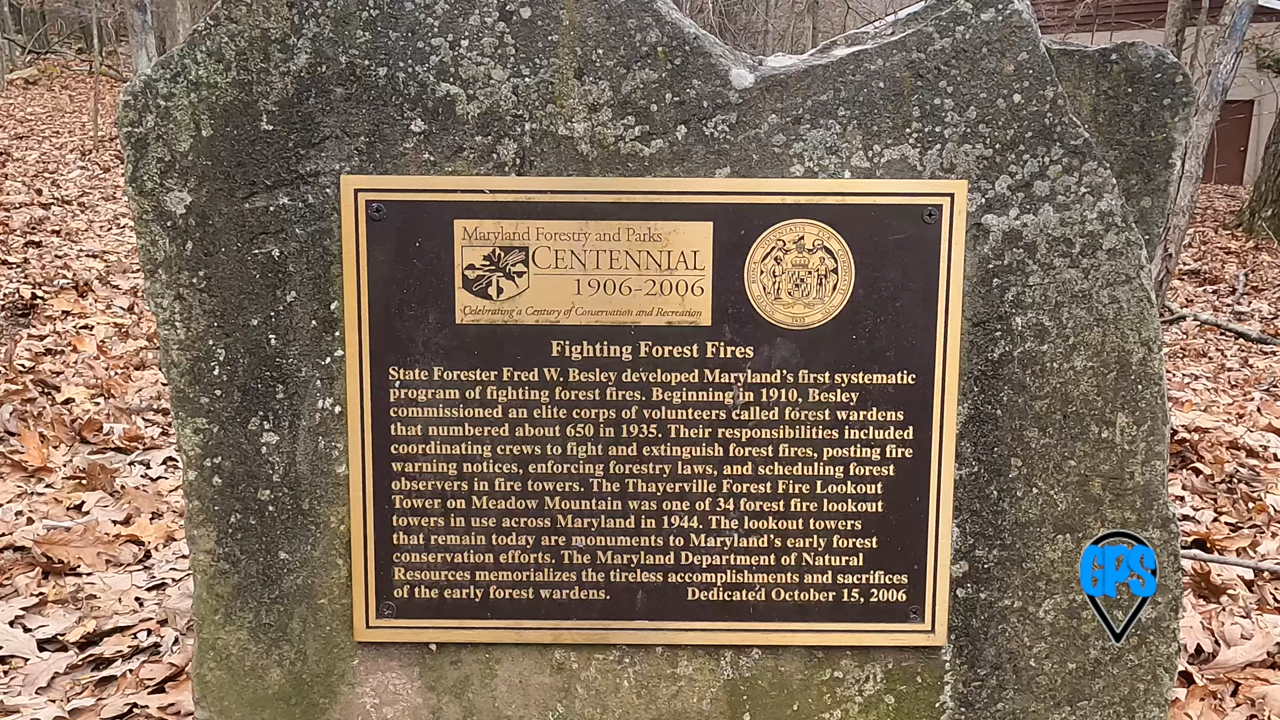 Maryland Forestry and Parks
CENTENNIAL
1906-2006
Celebrating a Century of Conservation and Recreation
Fighting Forest Fires
State Forester Fred W. Besley developed Maryland's first systematic
program of fighting forest fires. Beginning in 1910, Besley
commissioned an elite corps of volunteers called forest wardens
that numbered about 650 in 1935. Their responsibilities included
coordinating crews to fight and extinguish forest fires, posting fire
warning notices, enforcing forestry laws, and scheduling forest
observers in fire towers. The Thayerville Forest Fire Lookout
Tower on Meadow Mountain was one of 34 forest fire lookout
towers in use across Maryland in 1944. The lookout towers
that remain today are monuments to Maryland's early forest
conservation efforts. The Maryland Department of Natural
Resources memorializes the tireless accomplishments and sacrifices
of the early forest wardens. Dedicated October 15, 2006
GPS